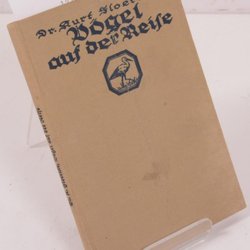 Dr. Kurt Floericke
Vögel
auf der Reise